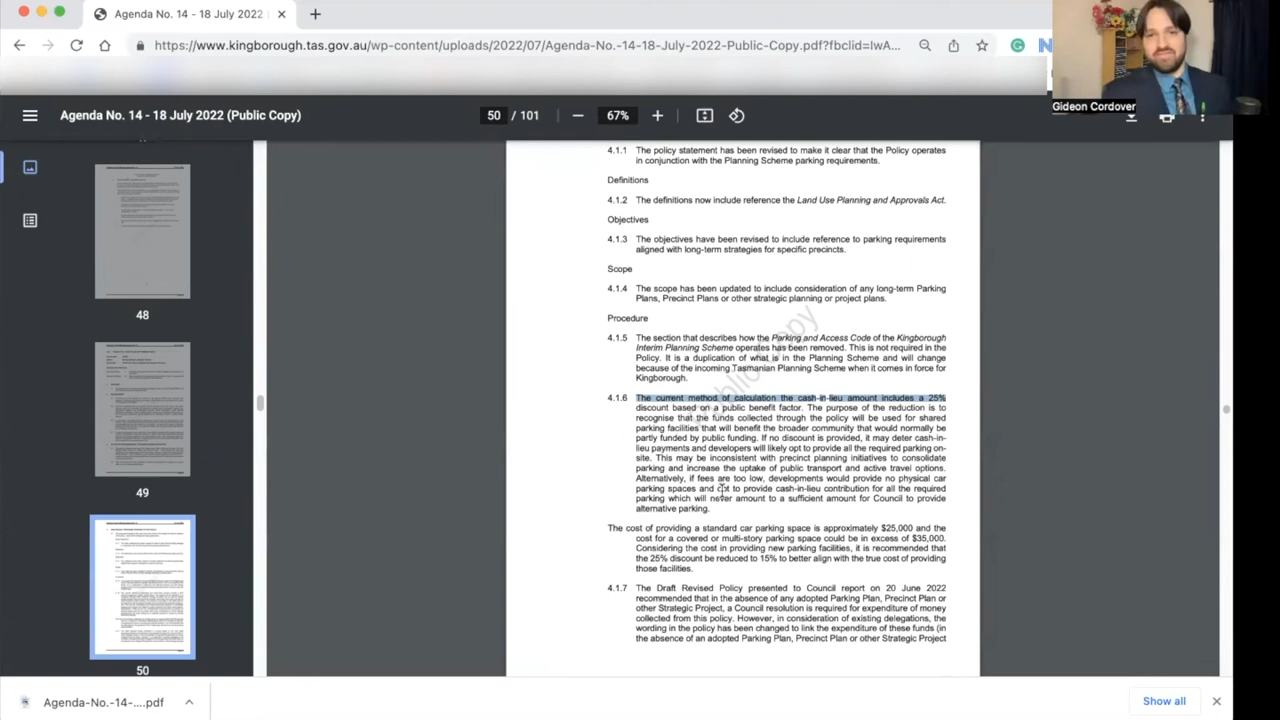 Agenda No. 14 - 18 July 2022
https://www.kingborough.tas.gov.au/wp-content/uploads/2022/07/Agenda-No.-14-18-July-2022-Public-Copy.pdf?fbclid=IwA...
Gideon Cordover
Agenda No. 14 - 18 July 2022 (Public Copy)
50 / 101
67%
4.1.1 The policy statement has been revised to make it clear that the Policy operates
in conjunction with the Planning Scheme parking requirements.
Definitions
4.1.2 The definitions now include reference the Land Use Planning and Approvals Act.
Objectives
4.1.3 The objectives have been revised to include reference to parking requirements
aligned with long-term strategies for specific precincts.
Scope
4.1.4 The scope has been updated to include consideration of any long-term Parking
Plans, Precinct Plans or other strategic planning or project plans.
Procedure
4.1.5 The section that describes how the Parking and Access Code of the Kingborough
Interim Planning Scheme operates has been removed. This is not required in the
Policy. It is a duplication of what is in the Planning Scheme and will change
because of the incoming Tasmanian Planning Scheme when it comes in force for
Kingborough.
4.1.6 The current method of calculation the cash-in-lieu amount includes a 25%
discount based on a public benefit factor. The purpose of the reduction is to
recognise that the funds collected through the policy will be used for shared
parking facilities that will benefit the broader community that would normally be
partly funded by public funding. If no discount is provided, it may deter cash-in-
lieu payments and developers will likely opt to provide all the required parking on-
site. This may be inconsistent with precinct planning initiatives to consolidate
parking and increase the uptake of public transport and active travel options.
Alternatively, if fees are too low, developments would provide no physical car
parking spaces and opt to provide cash-in-lieu contribution for all the required
parking which will never amount to a sufficient amount for Council to provide
alternative parking.
The cost of providing a standard car parking space is approximately $25,000 and the
cost for a covered or multi-story parking space could be in excess of $35,000.
Considering the cost in providing new parking facilities, it is recommended that
the 25% discount be reduced to 15% to better align with the true cost of providing
those facilities.
4.1.7 The Draft Revised Policy presented to Council report on 20 June 2022
recommended that in the absence of any adopted Parking Plan, Precinct Plan or
other Strategic Project, a Council resolution is required for expenditure of money
collected from this policy. However, in consideration of existing delegations, the
wording in the policy has been changed to link the expenditure of these funds (in
the absence of an adopted Parking Plan, Precinct Plan or other Strategic Project
Public Copy
48
49
50
Agenda-No.-14-....pdf
Show all